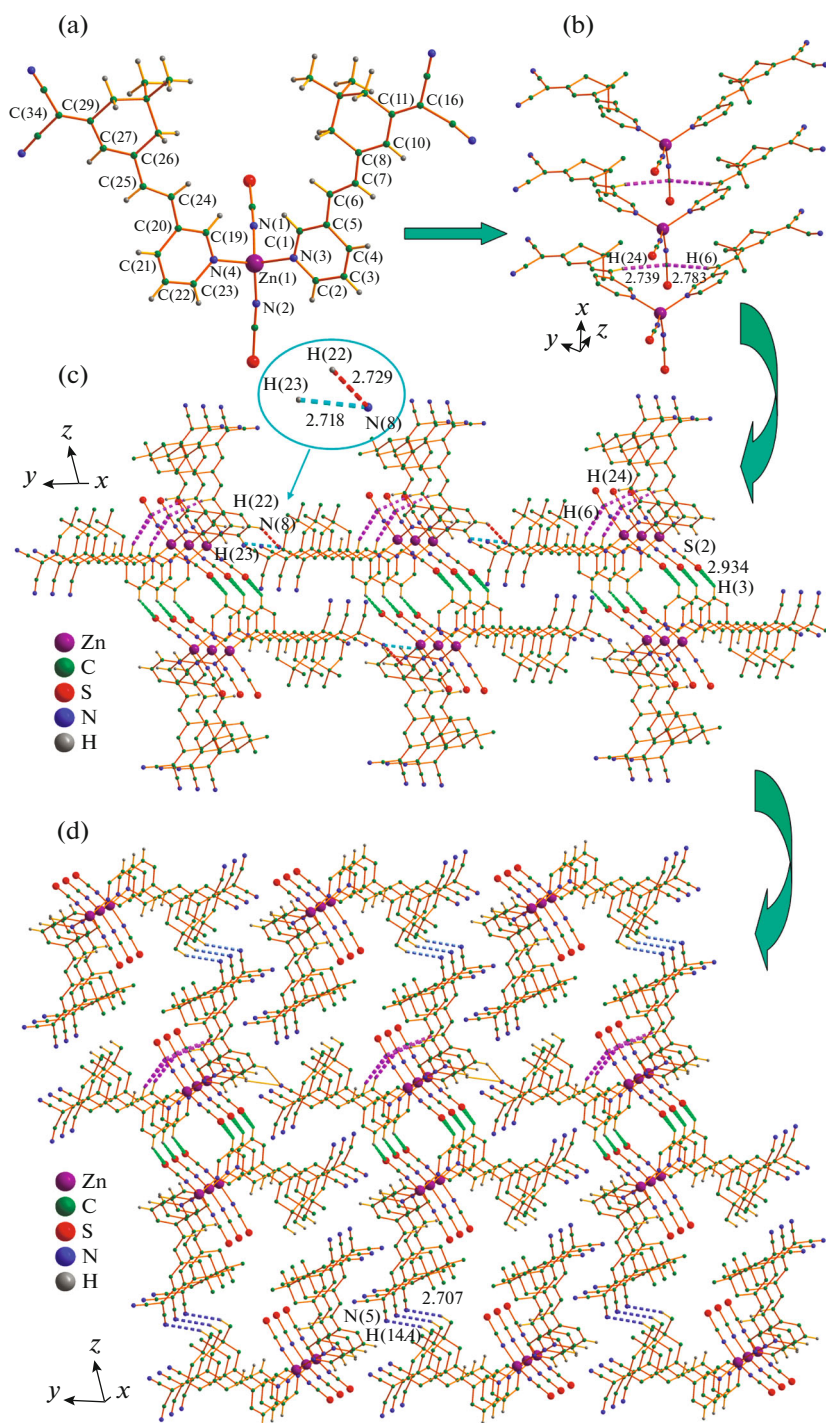 (a)
(b)
C(34)
C(29)
C(27)
C(26)
C(25)
C(24)
C(20)
C(19)
C(21)
C(22)
C(23)
N(4)
N(1)
C(1)
Zn(1)
N(2)
N(3)
C(2)
C(3)
C(4)
C(5)
C(6)
C(7)
C(8)
C(10)
C(11)
C(16)
H(24)
H(6)
2.739
2.783
x
y
z
(c)
H(22)
H(23)
2.729
2.718
N(8)
z
y
x
H(22)
N(8)
H(23)
H(24)
H(6)
S(2)
2.934
H(3)
Zn
C
S
N
H
(d)
Zn
C
S
N
H
2.707
N(5)
H(14A)
z
y
x